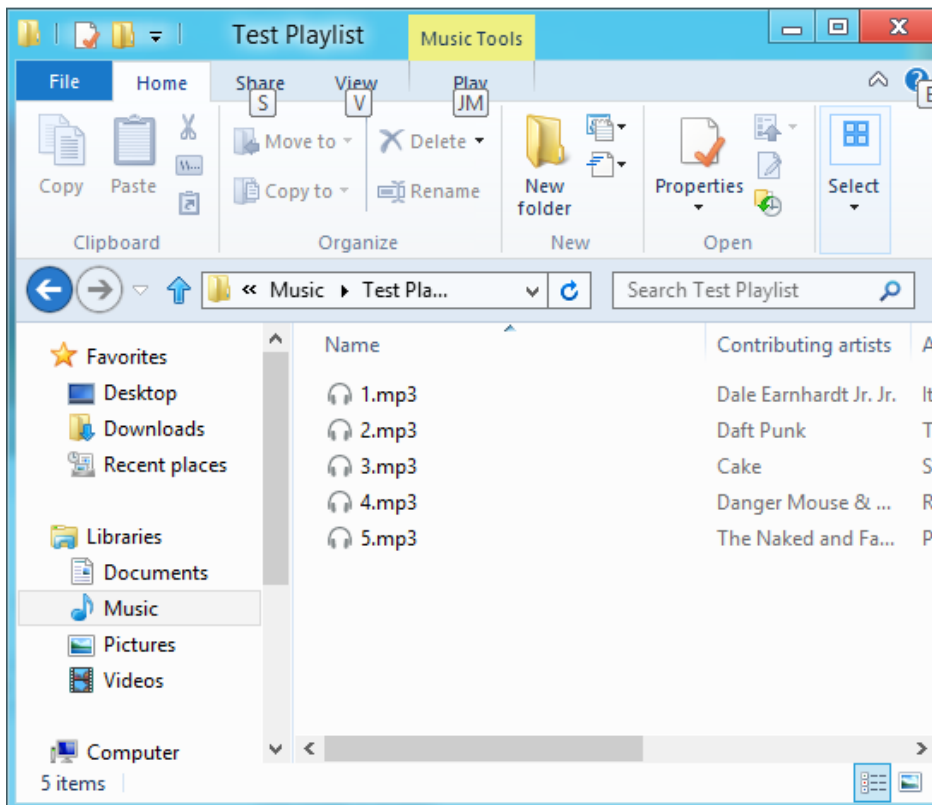 Test Playlist
Music Tools
File
Home
Share
View
Play
S
V
JM
E
Copy
Paste
W...
Move to
Copy to
Delete
Rename
New folder
Properties
Select
Clipboard
Organize
New
Open
« Music Test Pla...
Search Test Playlist
Favorites
Desktop
Downloads
Recent places
Libraries
Documents
Music
Pictures
Videos
Computer
Name
Contributing artists
A
1.mp3 Dale Earnhardt Jr. Jr. It
2.mp3 Daft Punk T
3.mp3 Cake S
4.mp3 Danger Mouse & ... R
5.mp3 The Naked and Fa... P
5 items